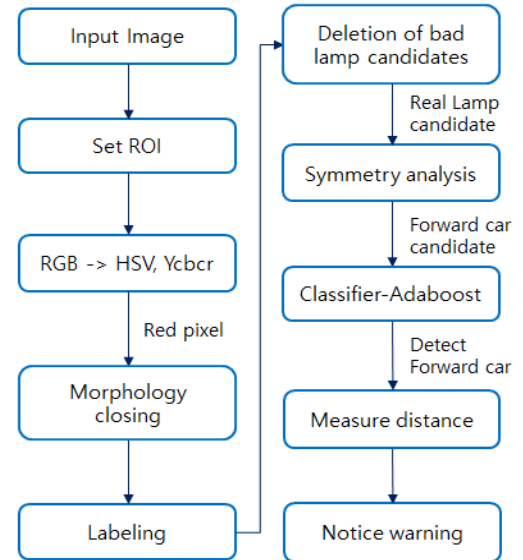 Input Image
Set ROI
RGB -> HSV, Ycbcr
Red pixel
Morphology
closing
Labeling
Deletion of bad
lamp candidates
Real Lamp
candidate
Symmetry analysis
Forward car
candidate
Classifier-Adaboost
Detect
Forward car
Measure distance
Notice warning